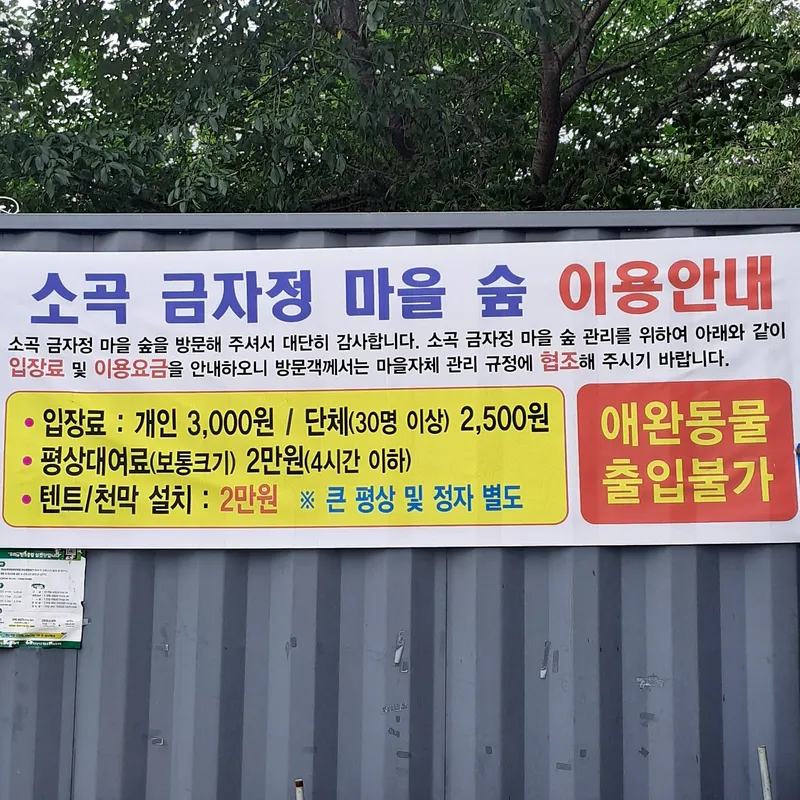 소곡 금자정 마을 숲 이용안내
소곡 금자정 마을 숲을 방문해 주셔서 대단히 감사합니다. 소곡 금자정 마을 숲 관리를 위하여 아래와 같이
입장료 및 이용요금을 안내하오니 방문객께서는 마을자체 관리 규정에 협조해 주시기 바랍니다.
• 입장료 : 개인 3,000원 / 단체(30명 이상) 2,500원
• 평상대여료(보통크기) 2만원(4시간 이하)
• 텐트/천막 설치 : 2만원 ※ 큰 평상 및 정자 별도
애완동물
출입불가